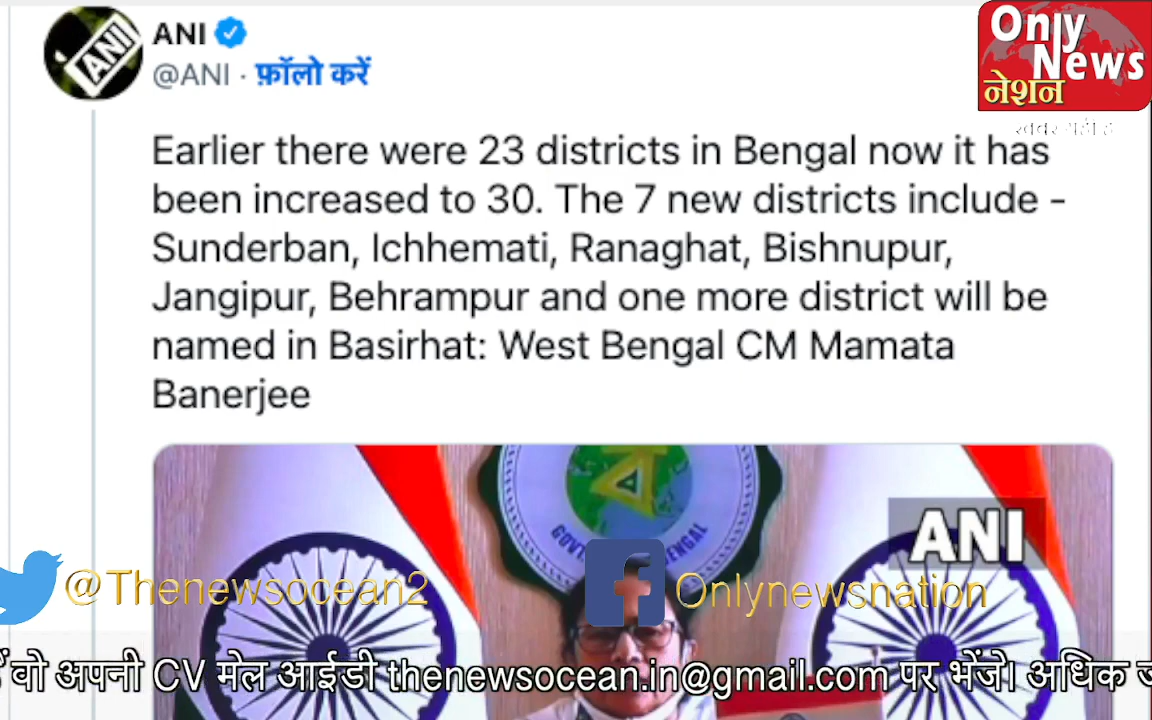 ANI
@ANI · फ़ॉलो करें
Only
News
नेशन
Earlier there were 23 districts in Bengal now it has
been increased to 30. The 7 new districts include -
Sunderban, Ichhemati, Ranaghat, Bishnupur,
Jangipur, Behrampur and one more district will be
named in Basirhat: West Bengal CM Mamata
Banerjee
ANI
@Thenewsocean2
Onlynewsnation
वो अपनी CV मेल आईडी thenewsocean.in@gmail.com पर भेंजे। अधिक